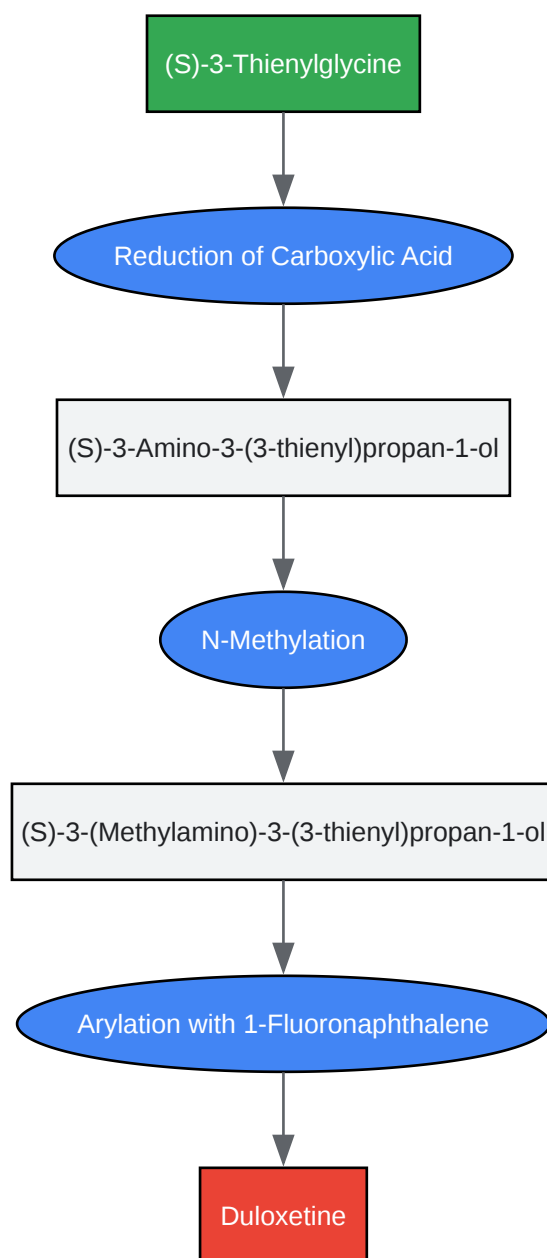 (S)-3-Thienylglycine
Reduction of Carboxylic Acid
(S)-3-Amino-3-(3-thienyl)propan-1-ol
N-Methylation
(S)-3-(Methylamino)-3-(3-thienyl)propan-1-ol
Arylation with 1-Fluoronaphthalene
Duloxetine